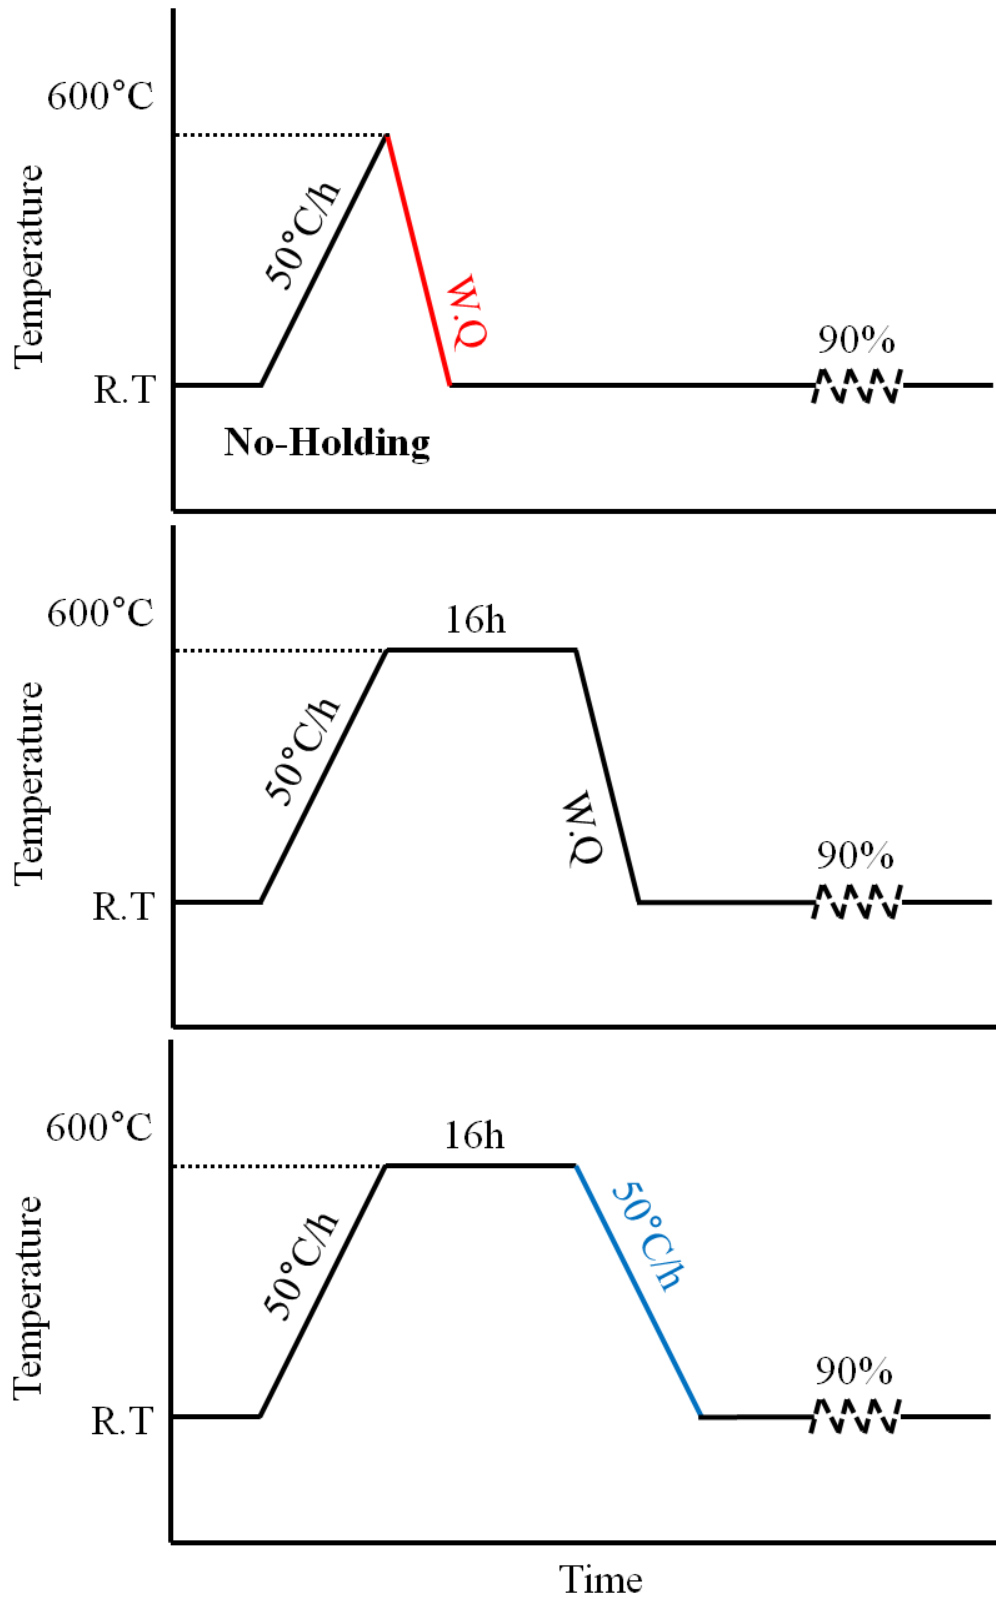 600°C
Temperature
50°C/h
W.Q
90%
R.T
No-Holding
600°C
16h
Temperature
50°C/h
W.Q
90%
R.T
600°C
16h
Temperature
50°C/h
50°C/h
90%
R.T
Time